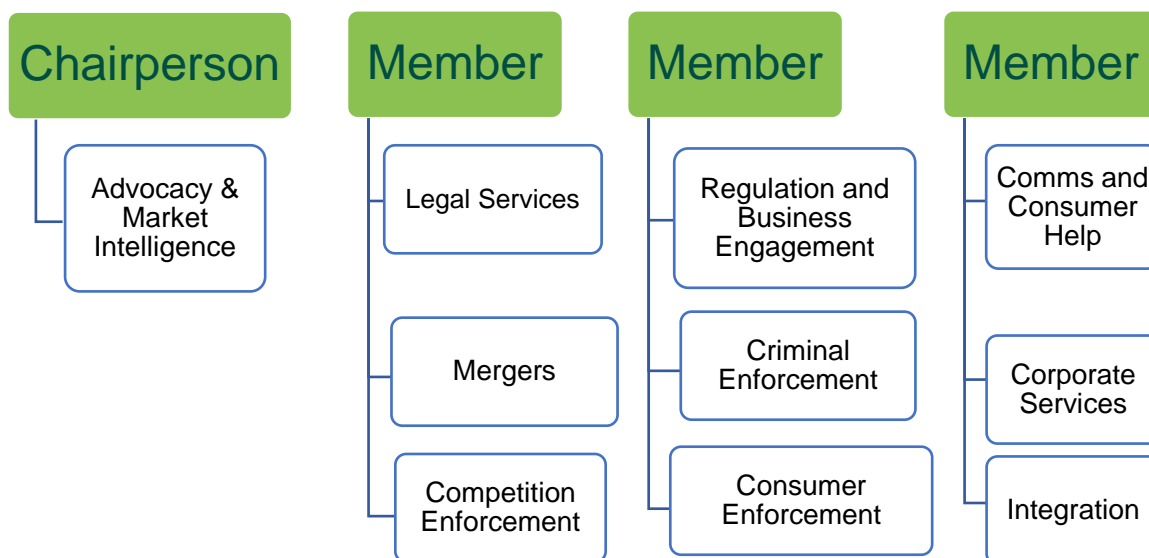 Chairperson
Advocacy &
Market
Intelligence
Member
Legal Services
Mergers
Competition
Enforcement
Member
Regulation and
Business
Engagement
Criminal
Enforcement
Consumer
Enforcement
Member
Comms and
Consumer
Help
Corporate
Services
Integration